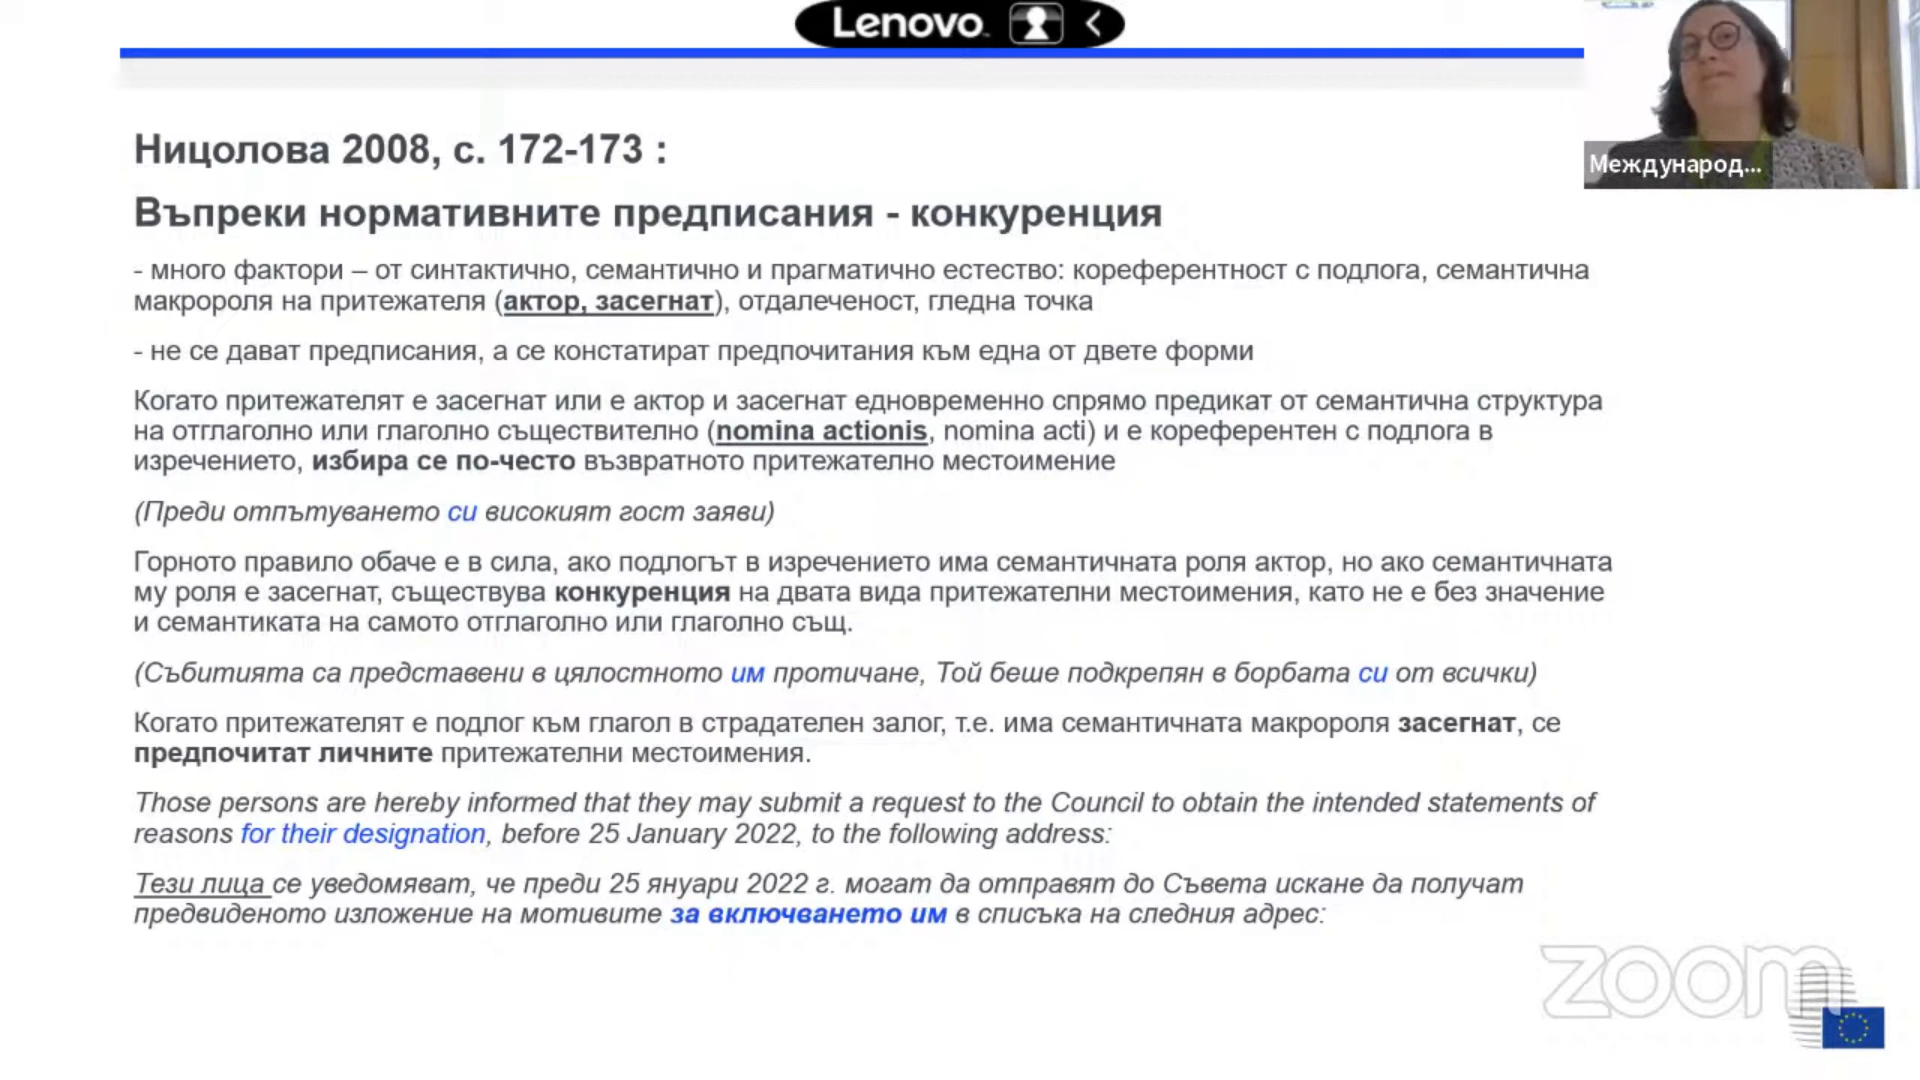 Lenovo
Международ...
Ницолова 2008, с. 172-173 :
Въпреки нормативните предписания - конкуренция
- много фактори – от синтактично, семантично и прагматично естество: кореферентност с подлога, семантична
макророля на притежателя (актор, засегнат), отдалеченост, гледна точка
- не се дават предписания, а се констатират предпочитания към една от двете форми
Когато притежателят е засегнат или е актор и засегнат едновременно спрямо предикат от семантична структура
на отглаголно или глаголно съществително (nomina actionis, nomina acti) и е кореферентен с подлога в
изречението, избира се по-често възвратното притежателно местоимение
(Преди отпътуването си високият гост заяви)
Горното правило обаче е в сила, ако подлогът в изречението има семантичната роля актор, но ако семантичната
му роля е засегнат, съществува конкуренция на двата вида притежателни местоимения, като не е без значение
и семантиката на самото отглаголно или глаголно същ.
(Събитията са представени в цялостното им протичане, Той беше подкрепян в борбата си от всички)
Когато притежателят е подлог към глагол в страдателен залог, т.е. има семантичната макророля засегнат, се
предпочитат личните притежателни местоимения.
Those persons are hereby informed that they may submit a request to the Council to obtain the intended statements of
reasons for their designation, before 25 January 2022, to the following address:
Тези лица се уведомяват, че преди 25 януари 2022 г. могат да отправят до Съвета искане да получат
предвиденото изложение на мотивите за включването им в списъка на следния адрес:
zoom